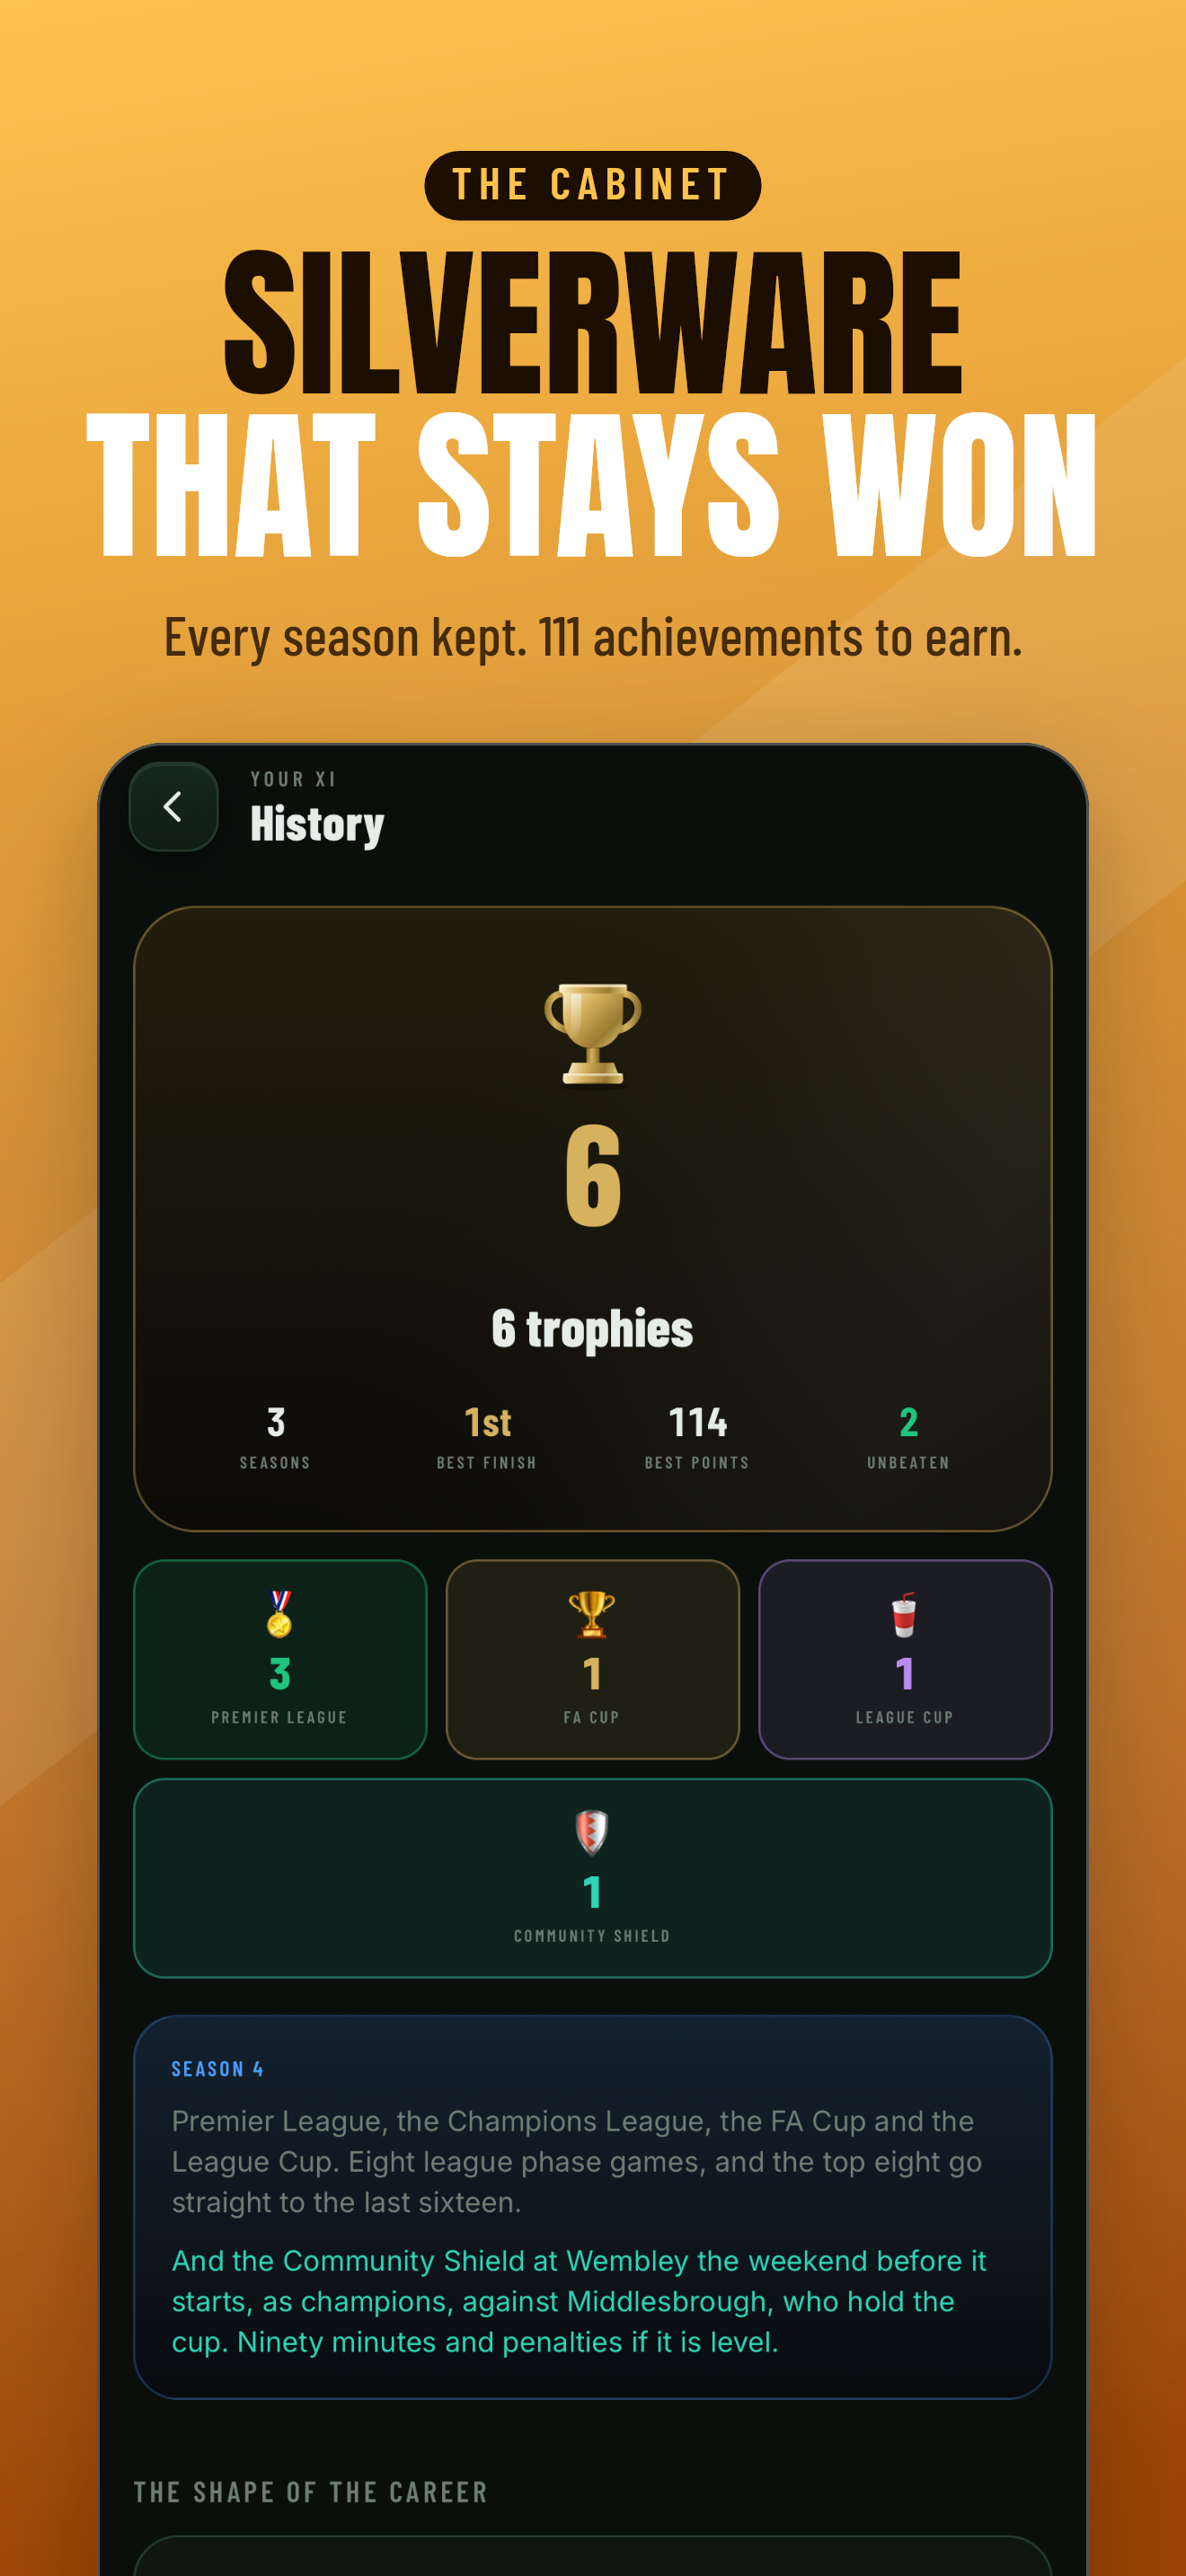 THE CABINET
SILVERWARE
THAT STAYS WON
Every season kept. 111 achievements to earn.
YOUR XI
History
6
6 trophies
3
SEASONS
1st
BEST FINISH
114
BEST POINTS
2
UNBEATEN
3
PREMIER LEAGUE
1
FA CUP
1
LEAGUE CUP
1
COMMUNITY SHIELD
SEASON 4
Premier League, the Champions League, the FA Cup and the
League Cup. Eight league phase games, and the top eight go
straight to the last sixteen.
And the Community Shield at Wembley the weekend before it
starts, as champions, against Middlesbrough, who hold the
cup. Ninety minutes and penalties if it is level.
THE SHAPE OF THE CAREER